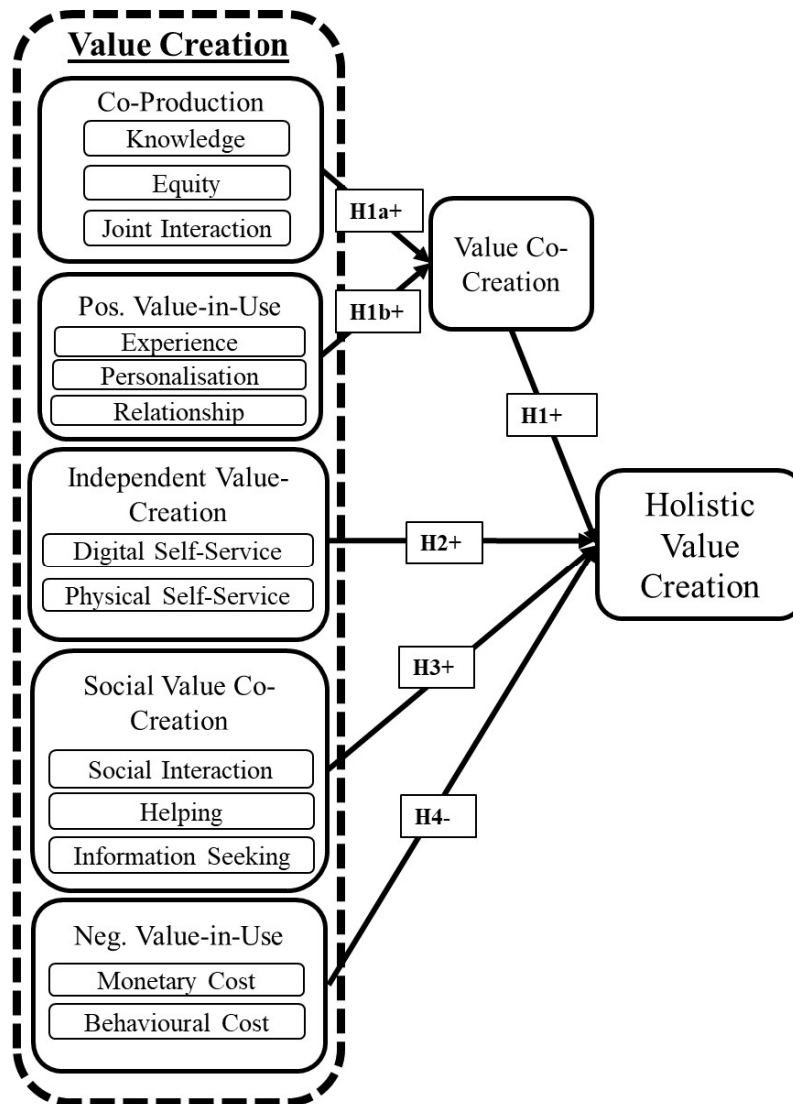 Value Creation
Co-Production
Knowledge
Equity
Joint Interaction
H1a+
Value Co-
Creation
Pos. Value-in-Use
Experience
Personalisation
Relationship
H1b+
H1+
Independent Value-
Creation
Digital Self-Service
Physical Self-Service
H2+
Holistic
Value
Creation
Social Value Co-
Creation
Social Interaction
Helping
Information Seeking
H3+
H4-
Neg. Value-in-Use
Monetary Cost
Behavioural Cost